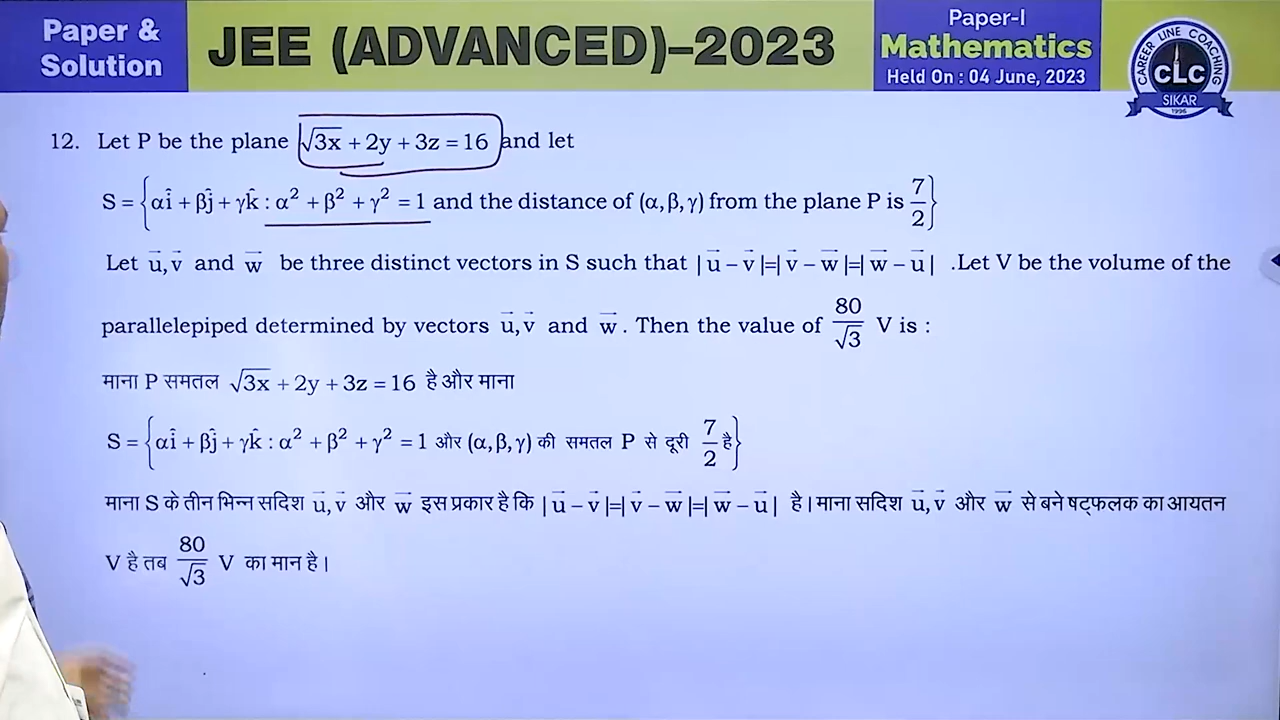 Paper &
Solution
JEE (ADVANCED)–2023
Paper-I
Mathematics
Held On : 04 June, 2023
CAREER LINE COACHING
CLC
SIKAR
1996
12. Let P be the plane √3x + 2y + 3z = 16 and let
S = {αî + βĵ + γk̂ : α² + β² + γ² = 1 and the distance of (α, β, γ) from the plane P is 7/2}
Let u⃗, v⃗ and w⃗ be three distinct vectors in S such that |u⃗ – v⃗|=|v⃗ – w⃗|=|w⃗ – u⃗| .Let V be the volume of the
parallelepiped determined by vectors u⃗, v⃗ and w⃗. Then the value of 80/√3 V is :
माना P समतल √3x + 2y + 3z = 16 है और माना
S = {αî + βĵ + γk̂ : α² + β² + γ² = 1 और (α, β, γ) की समतल P से दूरी 7/2 है}
माना S के तीन भिन्न सदिश u⃗, v⃗ और w⃗ इस प्रकार है कि |u⃗ – v⃗|=|v⃗ – w⃗|=|w⃗ – u⃗| है। माना सदिश u⃗, v⃗ और w⃗ से बने षट्फलक का आयतन
V है तब 80/√3 V का मान है।